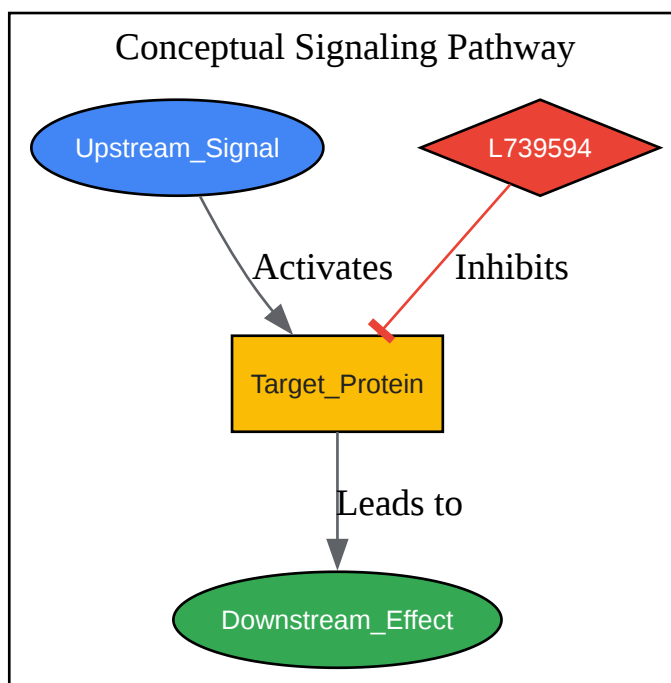 Conceptual Signaling Pathway
Upstream_Signal
L739594
Activates
Inhibits
Target_Protein
Leads to
Downstream_Effect